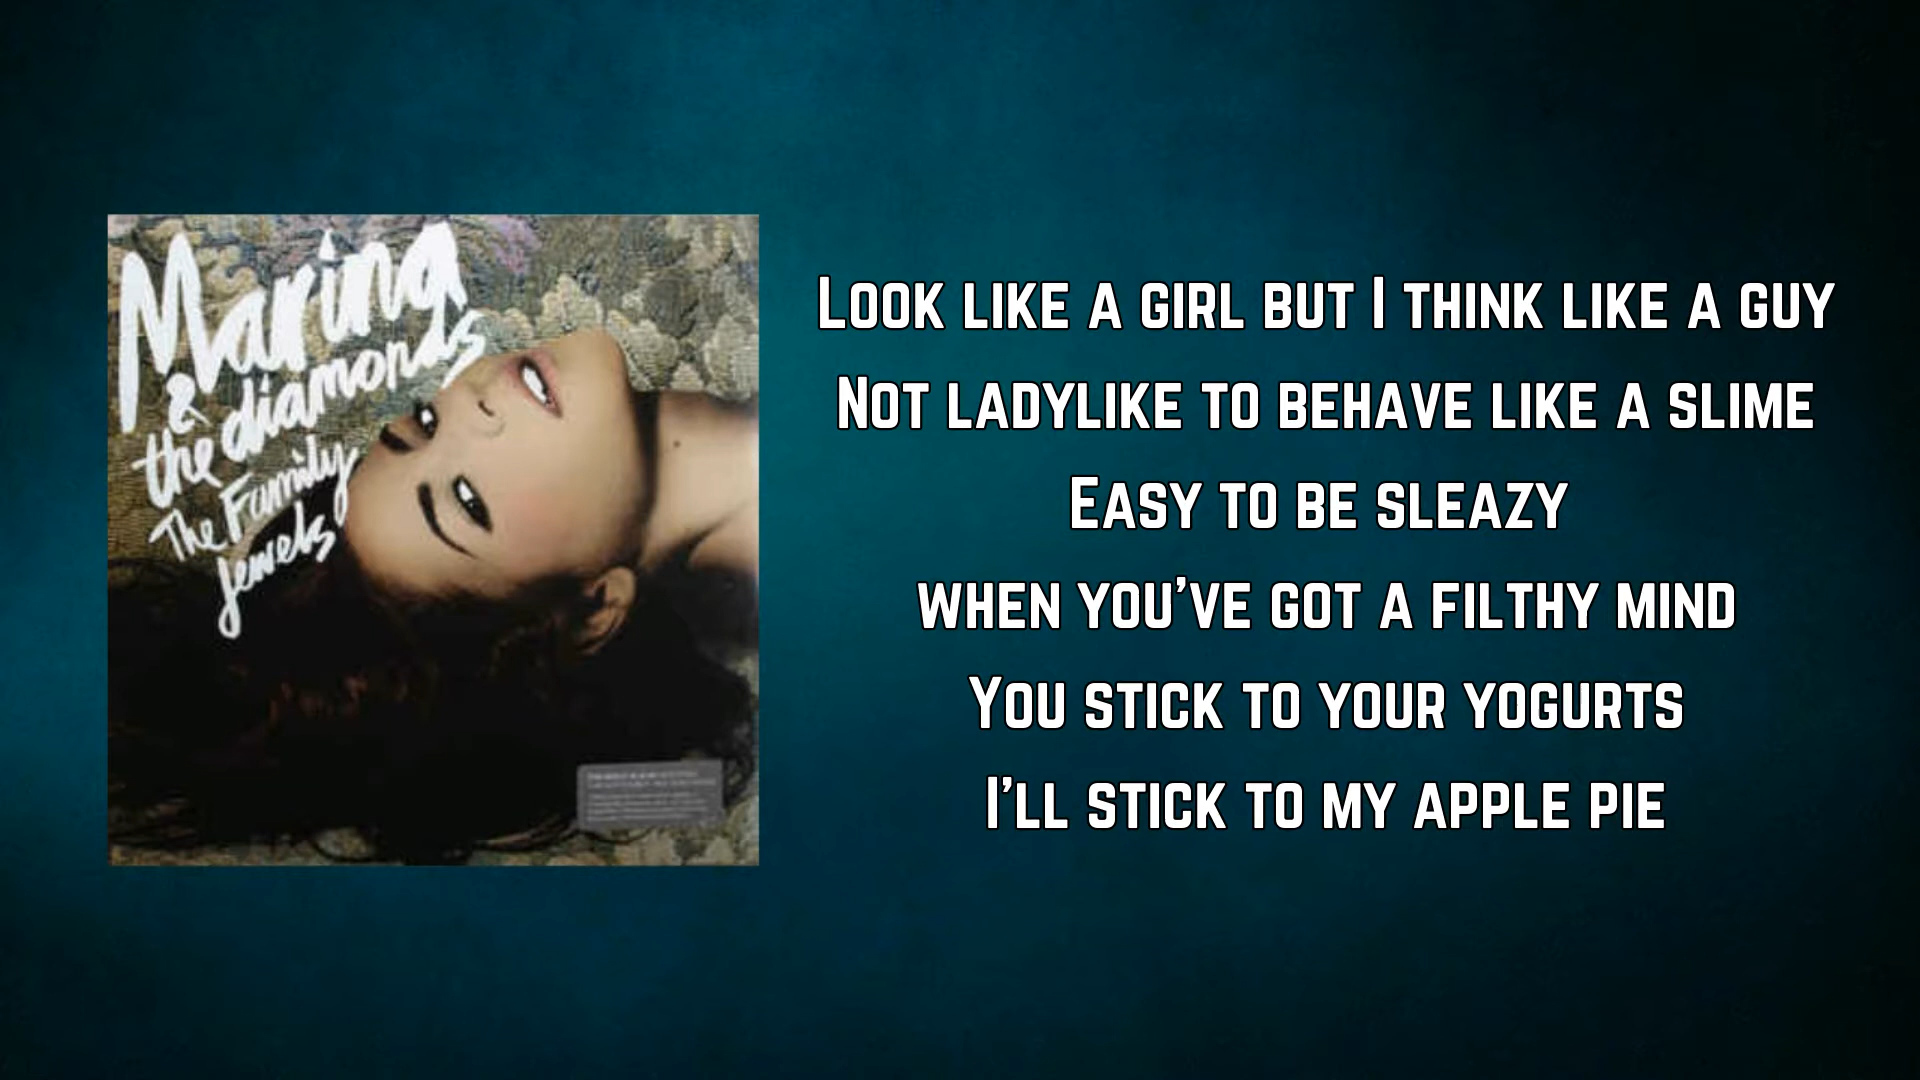 Marina
& the diamonds
The Family
Jewels
Look like a girl but I think like a guy
Not ladylike to behave like a slime
Easy to be sleazy
when you've got a filthy mind
You stick to your yogurts
I'll stick to my apple pie